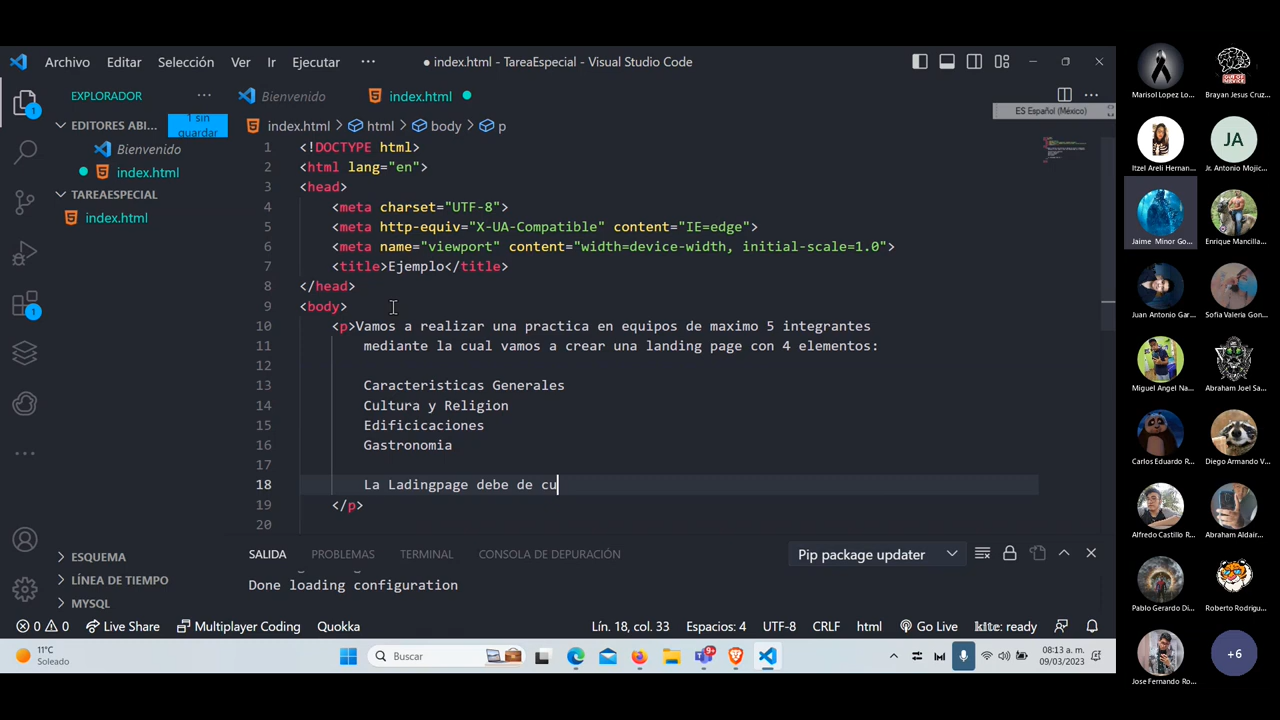 Archivo Editar Selección Ver Ir Ejecutar ··· ● index.html - TareaEspecial - Visual Studio Code
EXPLORADOR ···
Bienvenido
index.html
ES Español (México)
EDITORES ABI...
1 sin guardar
Bienvenido
index.html
TAREAESPECIAL
index.html
index.html > html > body > p
1 <!DOCTYPE html>
2 <html lang="en">
3 <head>
4 <meta charset="UTF-8">
5 <meta http-equiv="X-UA-Compatible" content="IE=edge">
6 <meta name="viewport" content="width=device-width, initial-scale=1.0">
7 <title>Ejemplo</title>
8 </head>
9 <body>
10 <p>Vamos a realizar una practica en equipos de maximo 5 integrantes
11 mediante la cual vamos a crear una landing page con 4 elementos:
12
13 Caracteristicas Generales
14 Cultura y Religion
15 Edificicaciones
16 Gastronomia
17
18 La Ladingpage debe de cu
19 </p>
20
ESQUEMA
LÍNEA DE TIEMPO
MYSQL
SALIDA PROBLEMAS TERMINAL CONSOLA DE DEPURACIÓN Pip package updater
Done loading configuration
0 0 Live Share Multiplayer Coding Quokka Lín. 18, col. 33 Espacios: 4 UTF-8 CRLF html Go Live kite: ready
11°C
Soleado
Buscar
9+
08:13 a. m.
09/03/2023
1
1
Marisol Lopez Lo...
Brayan Jesus Cruz...
Itzel Areli Hernan...
JA
Jr. Antonio Mojic...
Jaime Minor Go...
Enrique Mancilla...
Juan Antonio Gar...
Sofia Valeria Gon...
Miguel Angel Na...
Abraham Joel Sa...
Carlos Eduardo R...
Diego Armando V...
Alfredo Castillo R...
Abraham Aldair...
Pablo Gerardo Di...
Roberto Rodrigu...
Jose Fernando Ro...
+6